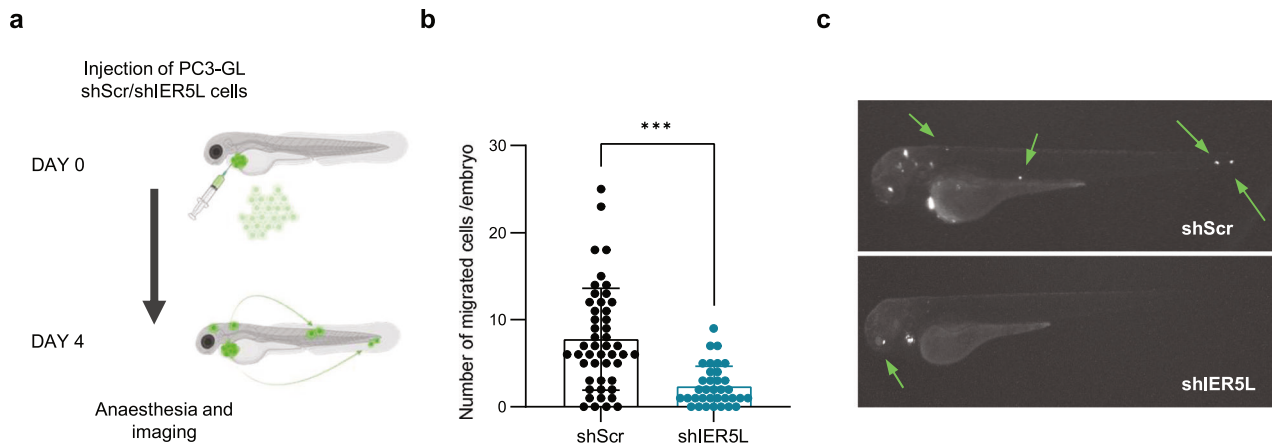 a
Injection of PC3-GL
shScr/shIER5L cells
DAY 0
DAY 4
Anaesthesia and
imaging
b
Number of migrated cells /embryo
30
20
10
0
***
shScr
shIER5L
c
shScr
shIER5L